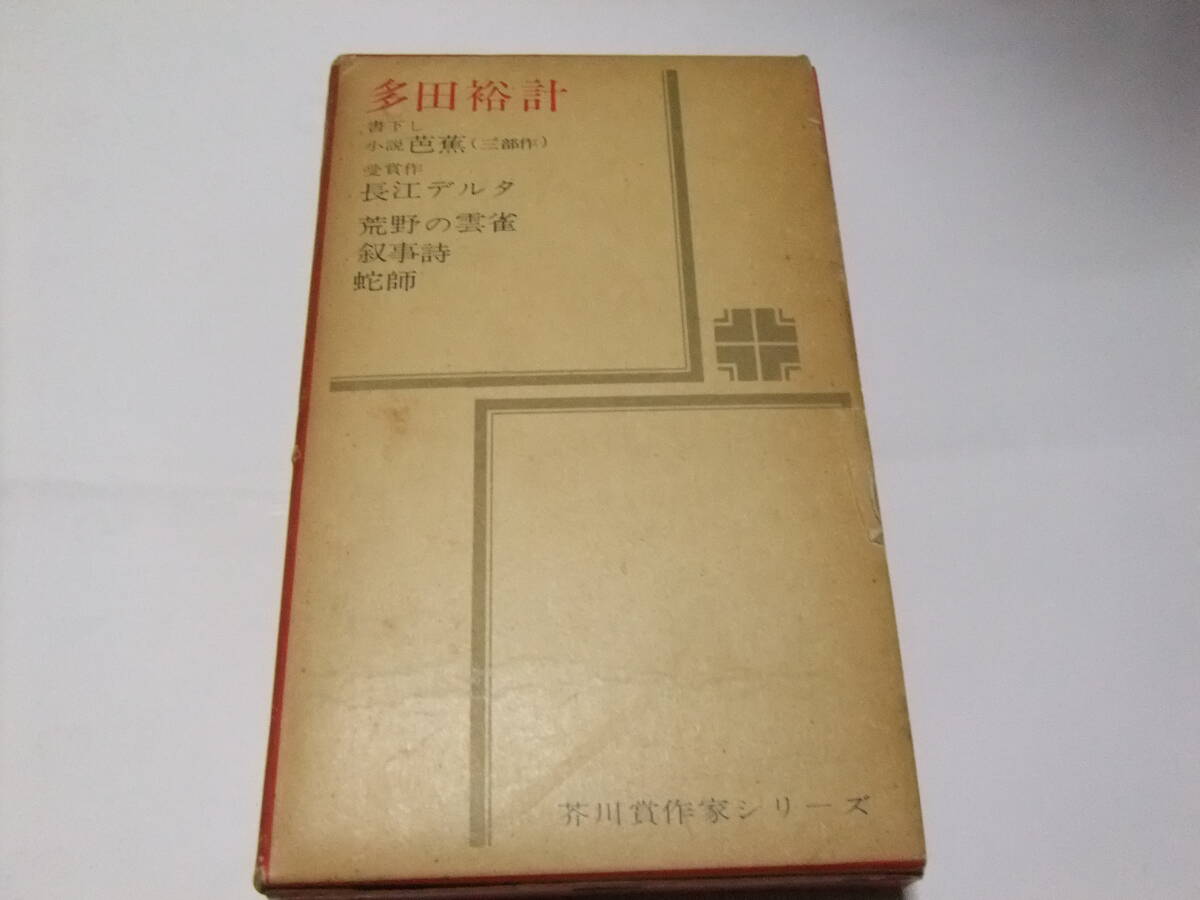 多田裕計
書下し
小説 芭蕉(三部作)
受賞作
長江デルタ
荒野の雲雀
叙事詩
蛇師
芥川賞作家シリーズ